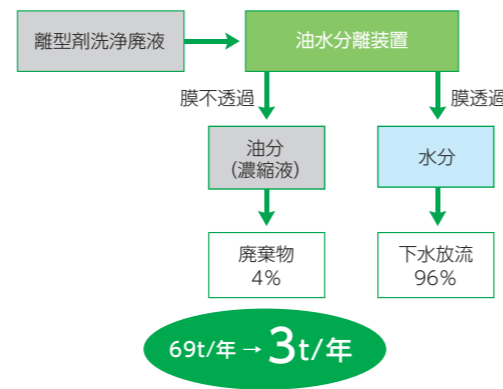 離型剤洗浄廃液
油水分離装置
膜不透過
膜透過
油分
(濃縮液)
水分
廃棄物
4%
下水放流
96%
69t/年→3t/年